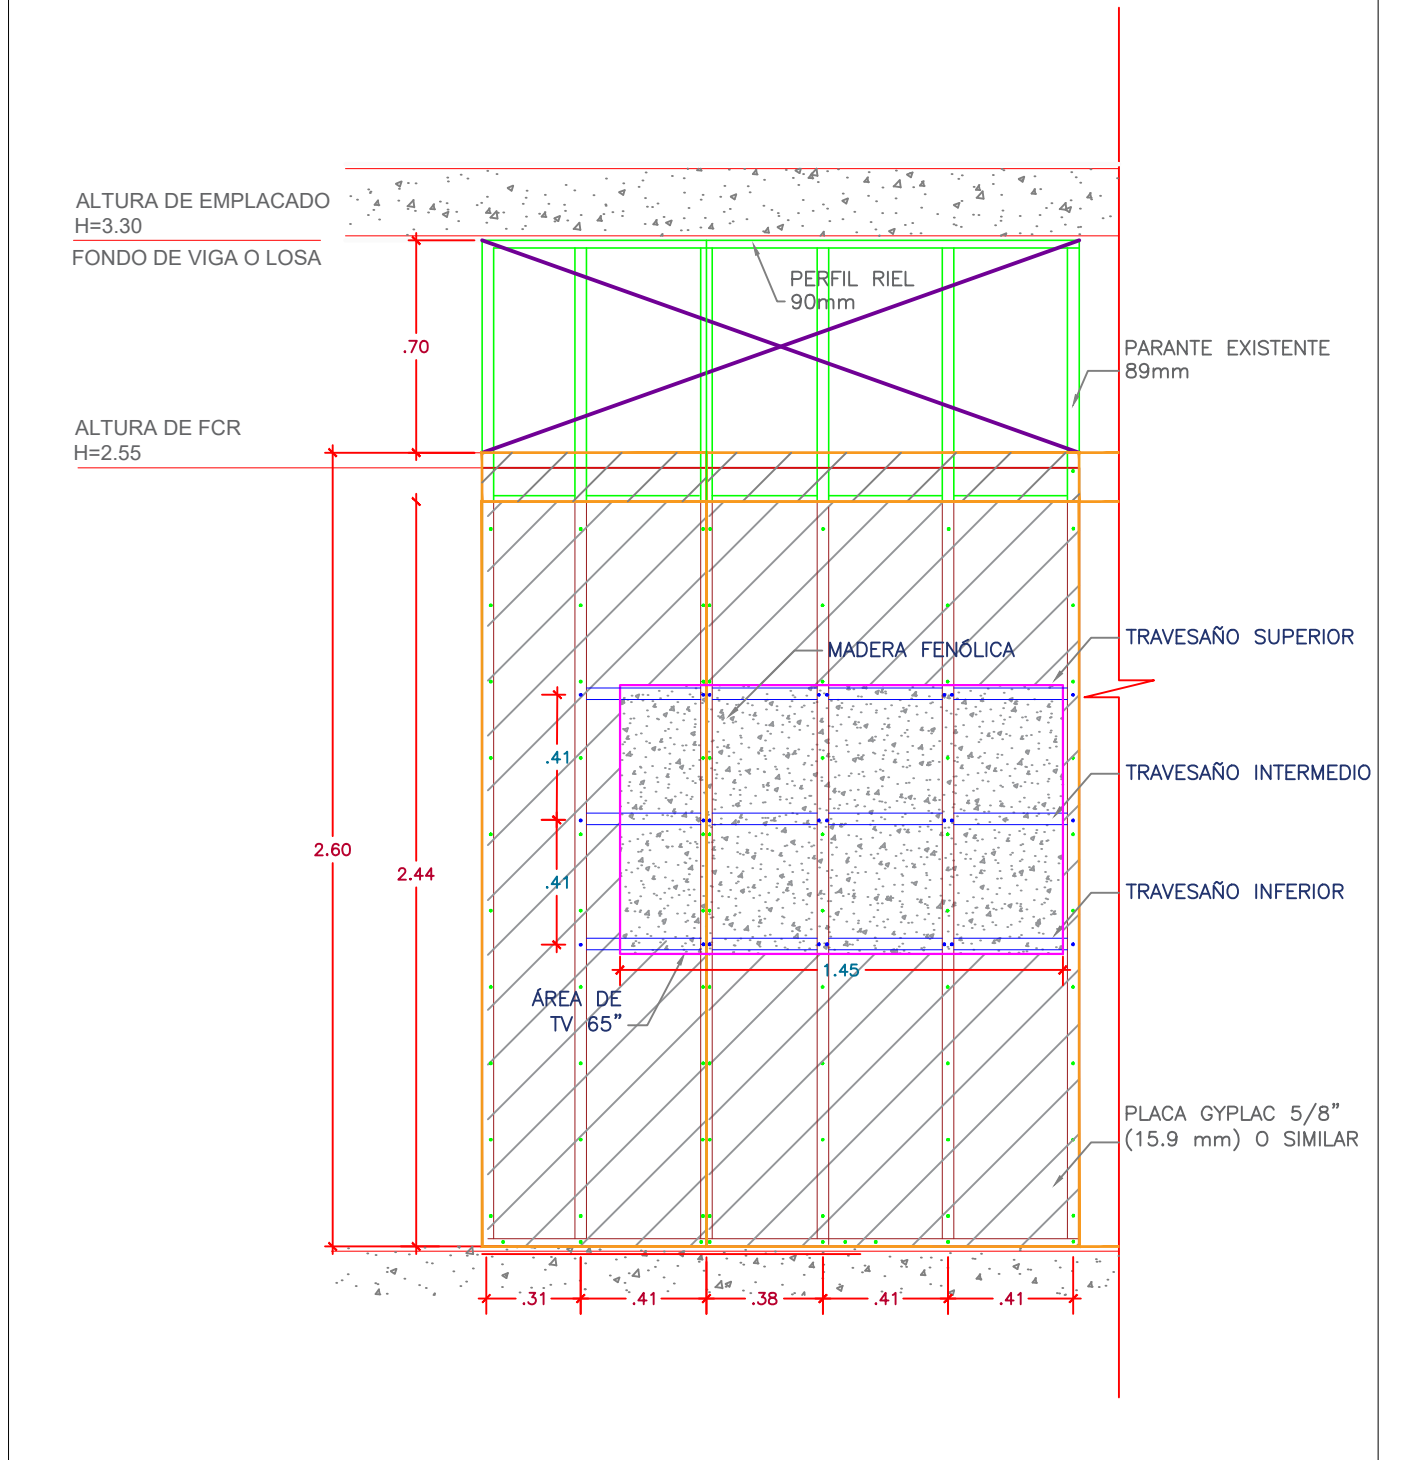 ALTURA DE EMPLACADO
H=3.30
FONDO DE VIGA O LOSA
PERFIL RIEL
90mm
.70
PARANTE EXISTENTE
89mm
ALTURA DE FCR
H=2.55
TRAVESAÑO SUPERIOR
MADERA FENÓLICA
.41
TRAVESAÑO INTERMEDIO
2.60
2.44
.41
TRAVESAÑO INFERIOR
1.45
ÁREA DE
TV 65”
PLACA GYPLAC 5/8”
(15.9 mm) O SIMILAR
.31
.41
.38
.41
.41